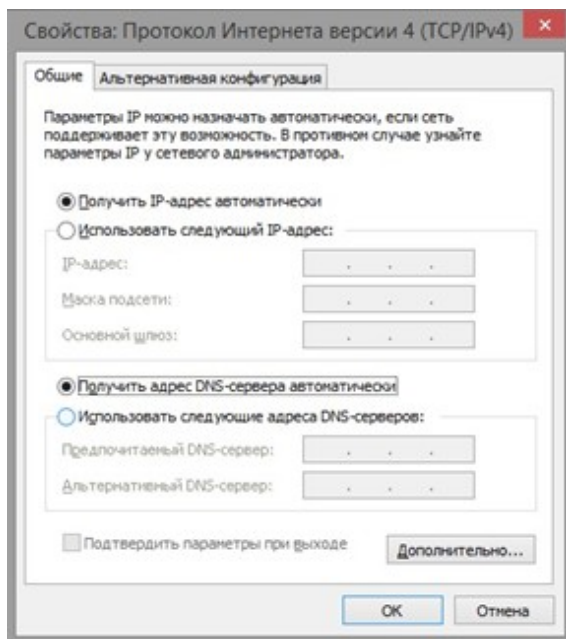 Свойства: Протокол Интернета версии 4 (TCP/IPv4)
Общие Альтернативная конфигурация
Параметры IP можно назначать автоматически, если сеть
поддерживает эту возможность. В противном случае узнайте
параметры IP у сетевого администратора.
Получить IP-адрес автоматически
Использовать следующий IP-адрес:
IP-адрес:
Маска подсети:
Основной шлюз:
Получить адрес DNS-сервера автоматически
Использовать следующие адреса DNS-серверов:
Предпочитаемый DNS-сервер:
Альтернативный DNS-сервер:
Подтвердить параметры при выходе
Дополнительно...
ОК Отмена